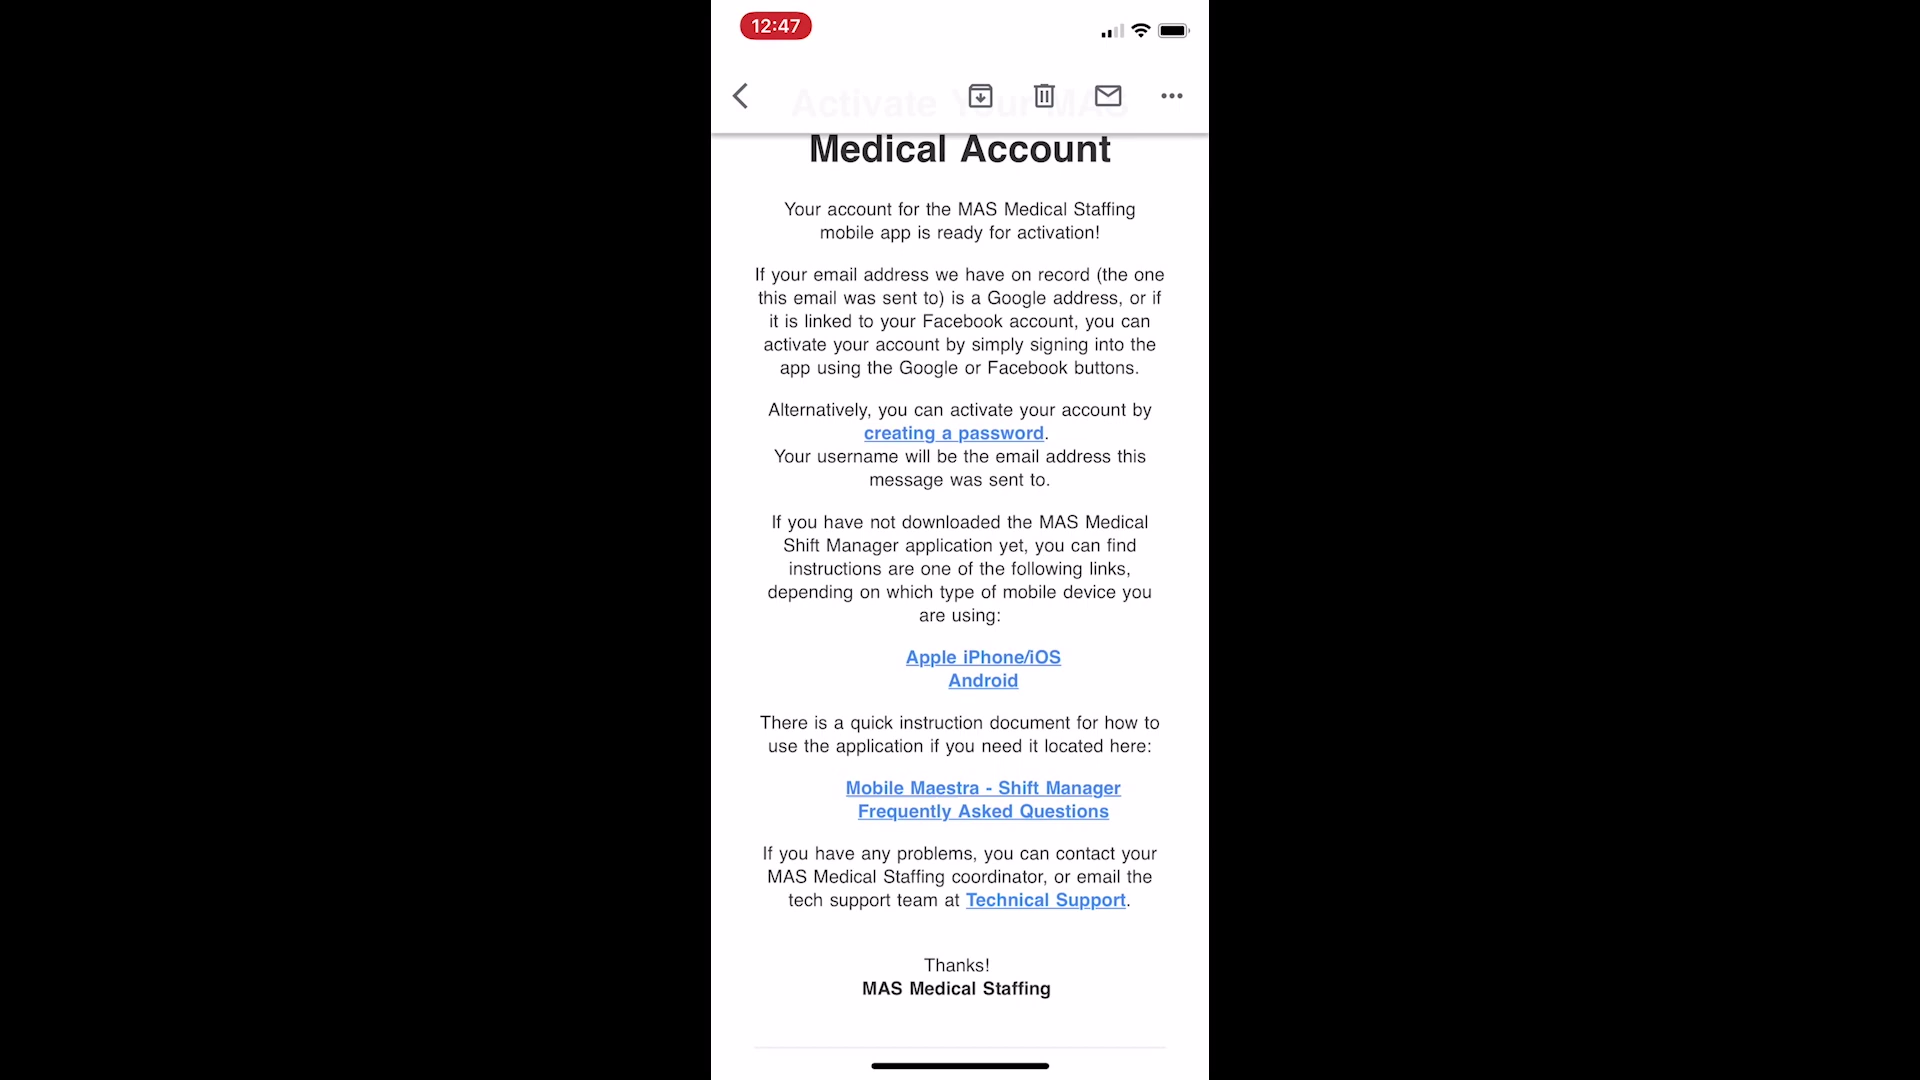 12:47
Activate Your MAS
Medical Account
Your account for the MAS Medical Staffing
mobile app is ready for activation!
If your email address we have on record (the one
this email was sent to) is a Google address, or if
it is linked to your Facebook account, you can
activate your account by simply signing into the
app using the Google or Facebook buttons.
Alternatively, you can activate your account by
creating a password.
Your username will be the email address this
message was sent to.
If you have not downloaded the MAS Medical
Shift Manager application yet, you can find
instructions are one of the following links,
depending on which type of mobile device you
are using:
Apple iPhone/iOS
Android
There is a quick instruction document for how to
use the application if you need it located here:
Mobile Maestra - Shift Manager
Frequently Asked Questions
If you have any problems, you can contact your
MAS Medical Staffing coordinator, or email the
tech support team at Technical Support.
Thanks!
MAS Medical Staffing